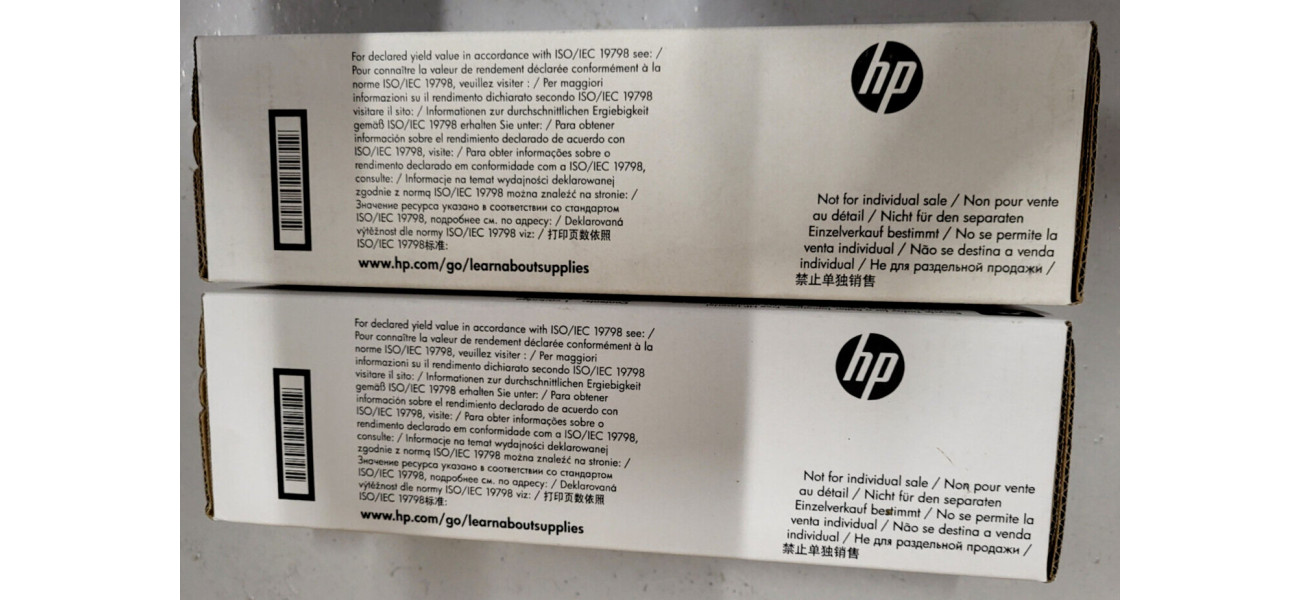 For declared yield value in accordance with ISO/IEC 19798 see: /
Pour connaître la valeur de rendement déclarée conformément à la
norme ISO/IEC 19798, veuillez visiter : / Per maggiori
informazioni su il rendimento dichiarato secondo ISO/IEC 19798
visitare il sito: / Informationen zur durchschnittlichen Ergiebigkeit
gemäß ISO/IEC 19798 erhalten Sie unter: / Para obtener
información sobre el rendimiento declarado de acuerdo con
ISO/IEC 19798, visite: / Para obter informações sobre o
rendimento declarado em conformidade com a ISO/IEC 19798,
consulte: / Informacje na temat wydajności deklarowanej
zgodnie z normą ISO/IEC 19798 można znaleźć na stronie: /
Значение ресурса указано в соответствии со стандартом
ISO/IEC 19798, подробнее см. по адресу: / Deklarovaná
výtěžnost dle normy ISO/IEC 19798 viz: / 打印页数依照
ISO/IEC 19798标准:
www.hp.com/go/learnaboutsupplies
hp
Not for individual sale / Non pour vente
au détail / Nicht für den separaten
Einzelverkauf bestimmt / No se permite la
venta individual / Não se destina a venda
individual / Не для раздельной продажи /
禁止单独销售
For declared yield value in accordance with ISO/IEC 19798 see: /
Pour connaître la valeur de rendement déclarée conformément à la
norme ISO/IEC 19798, veuillez visiter : / Per maggiori
informazioni su il rendimento dichiarato secondo ISO/IEC 19798
visitare il sito: / Informationen zur durchschnittlichen Ergiebigkeit
gemäß ISO/IEC 19798 erhalten Sie unter: / Para obtener
información sobre el rendimiento declarado de acuerdo con
ISO/IEC 19798, visite: / Para obter informações sobre o
rendimento declarado em conformidade com a ISO/IEC 19798,
consulte: / Informacje na temat wydajności deklarowanej
zgodnie z normą ISO/IEC 19798 można znaleźć na stronie: /
Значение ресурса указано в соответствии со стандартом
ISO/IEC 19798, подробнее см. по адресу: / Deklarovaná
výtěžnost dle normy ISO/IEC 19798 viz: / 打印页数依照
ISO/IEC 19798标准:
www.hp.com/go/learnaboutsupplies
hp
Not for individual sale / Non pour vente
au détail / Nicht für den separaten
Einzelverkauf bestimmt / No se permite la
venta individual / Não se destina a venda
individual / Не для раздельной продажи /
禁止单独销售